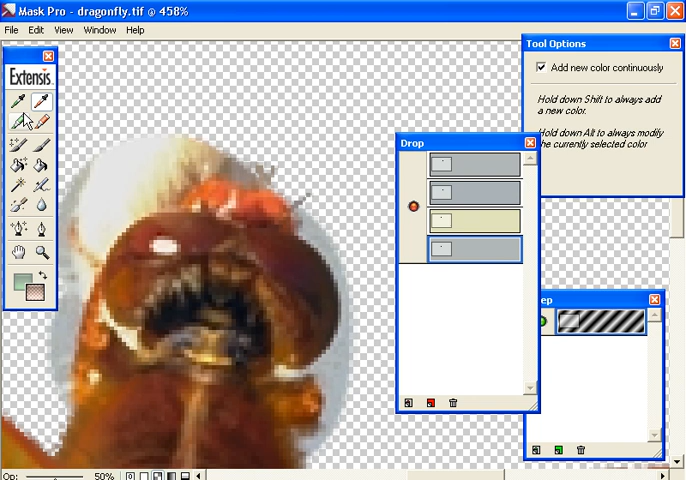 Mask Pro - dragonfly.tif @ 458%
File Edit View Window Help
Extensis
Tool Options
Add new color continuously
Hold down Shift to always add
a new color.
Hold down Alt to always modify
the currently selected color
Drop
Op: 50%